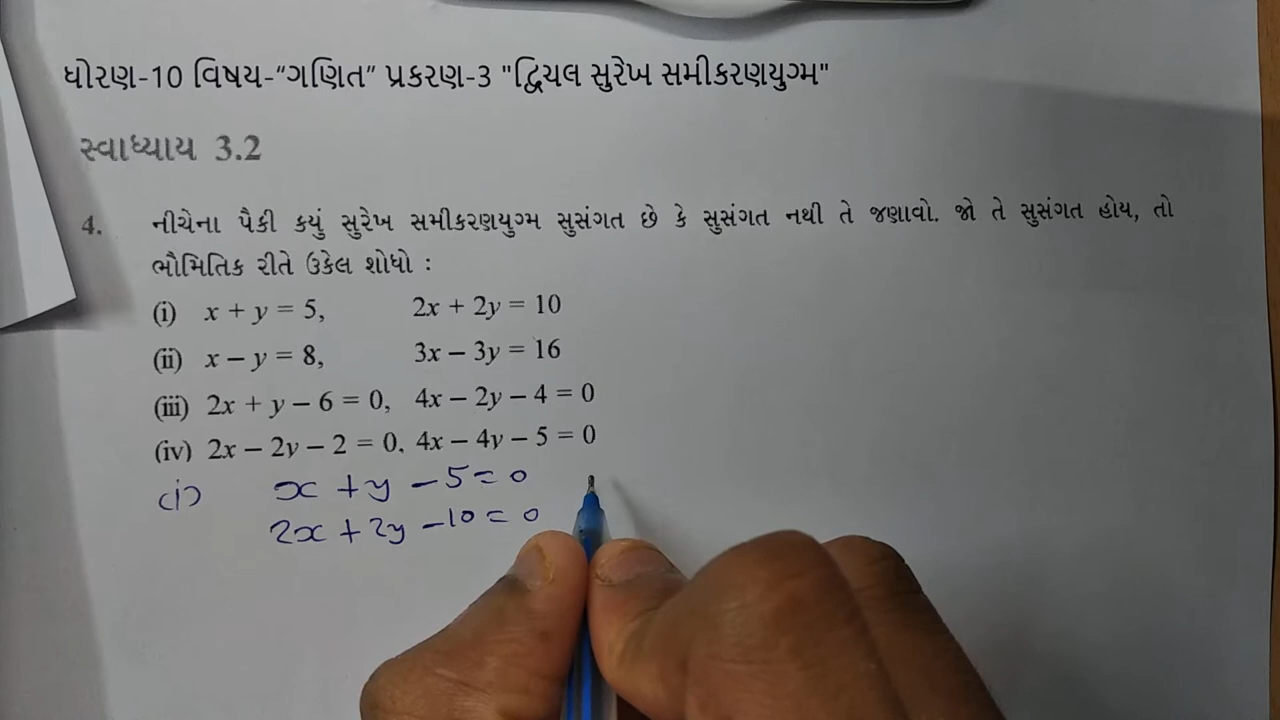 ધોરણ-10 વિષય-“ગણિત” પ્રકરણ-3 "દ્વિચલ સુરેખ સમીકરણયુગ્મ"
સ્વાધ્યાય 3.2
4. નીચેના પૈકી કયું સુરેખ સમીકરણયુગ્મ સુસંગત છે કે સુસંગત નથી તે જણાવો. જો તે સુસંગત હોય, તો
ભૌમિતિક રીતે ઉકેલ શોધો :
(i) x + y = 5, 2x + 2y = 10
(ii) x – y = 8, 3x – 3y = 16
(iii) 2x + y – 6 = 0, 4x – 2y – 4 = 0
(iv) 2x – 2y – 2 = 0, 4x – 4y – 5 = 0
(i) x + y - 5 = 0
2x + 2y - 10 = 0